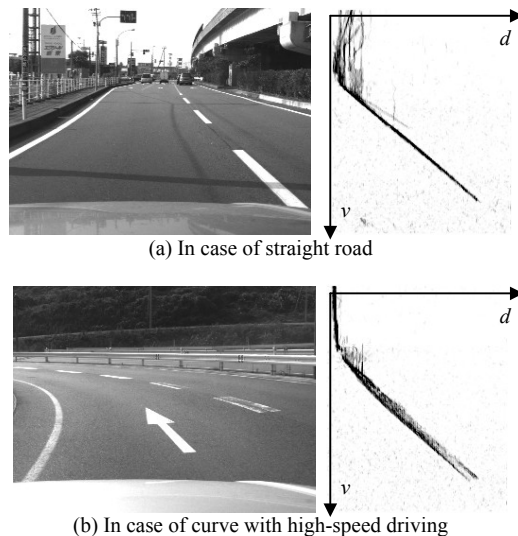 d
v
(a) In case of straight road
d
v
(b) In case of curve with high-speed driving